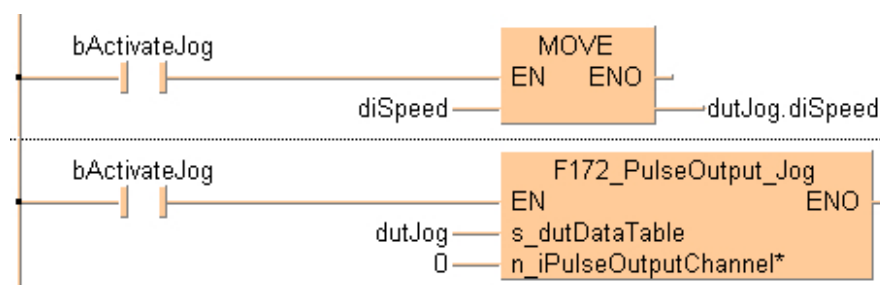 bActivateJog
MOVE
EN ENO
diSpeed dutJog.diSpeed
bActivateJog
F172_PulseOutput_Jog
EN ENO
dutJog s_dutDataTable
0 n_iPulseOutputChannel*